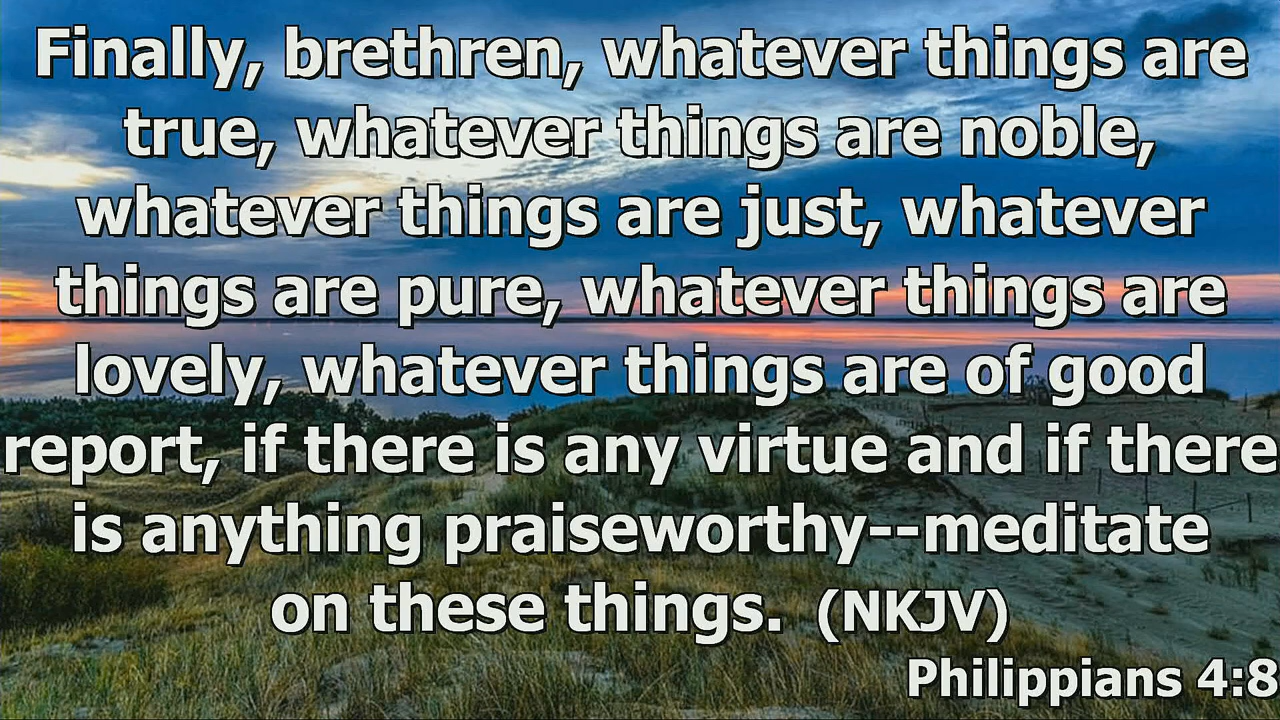 Finally, brethren, whatever things are
true, whatever things are noble,
whatever things are just, whatever
things are pure, whatever things are
lovely, whatever things are of good
report, if there is any virtue and if there
is anything praiseworthy--meditate
on these things. (NKJV)
Philippians 4:8